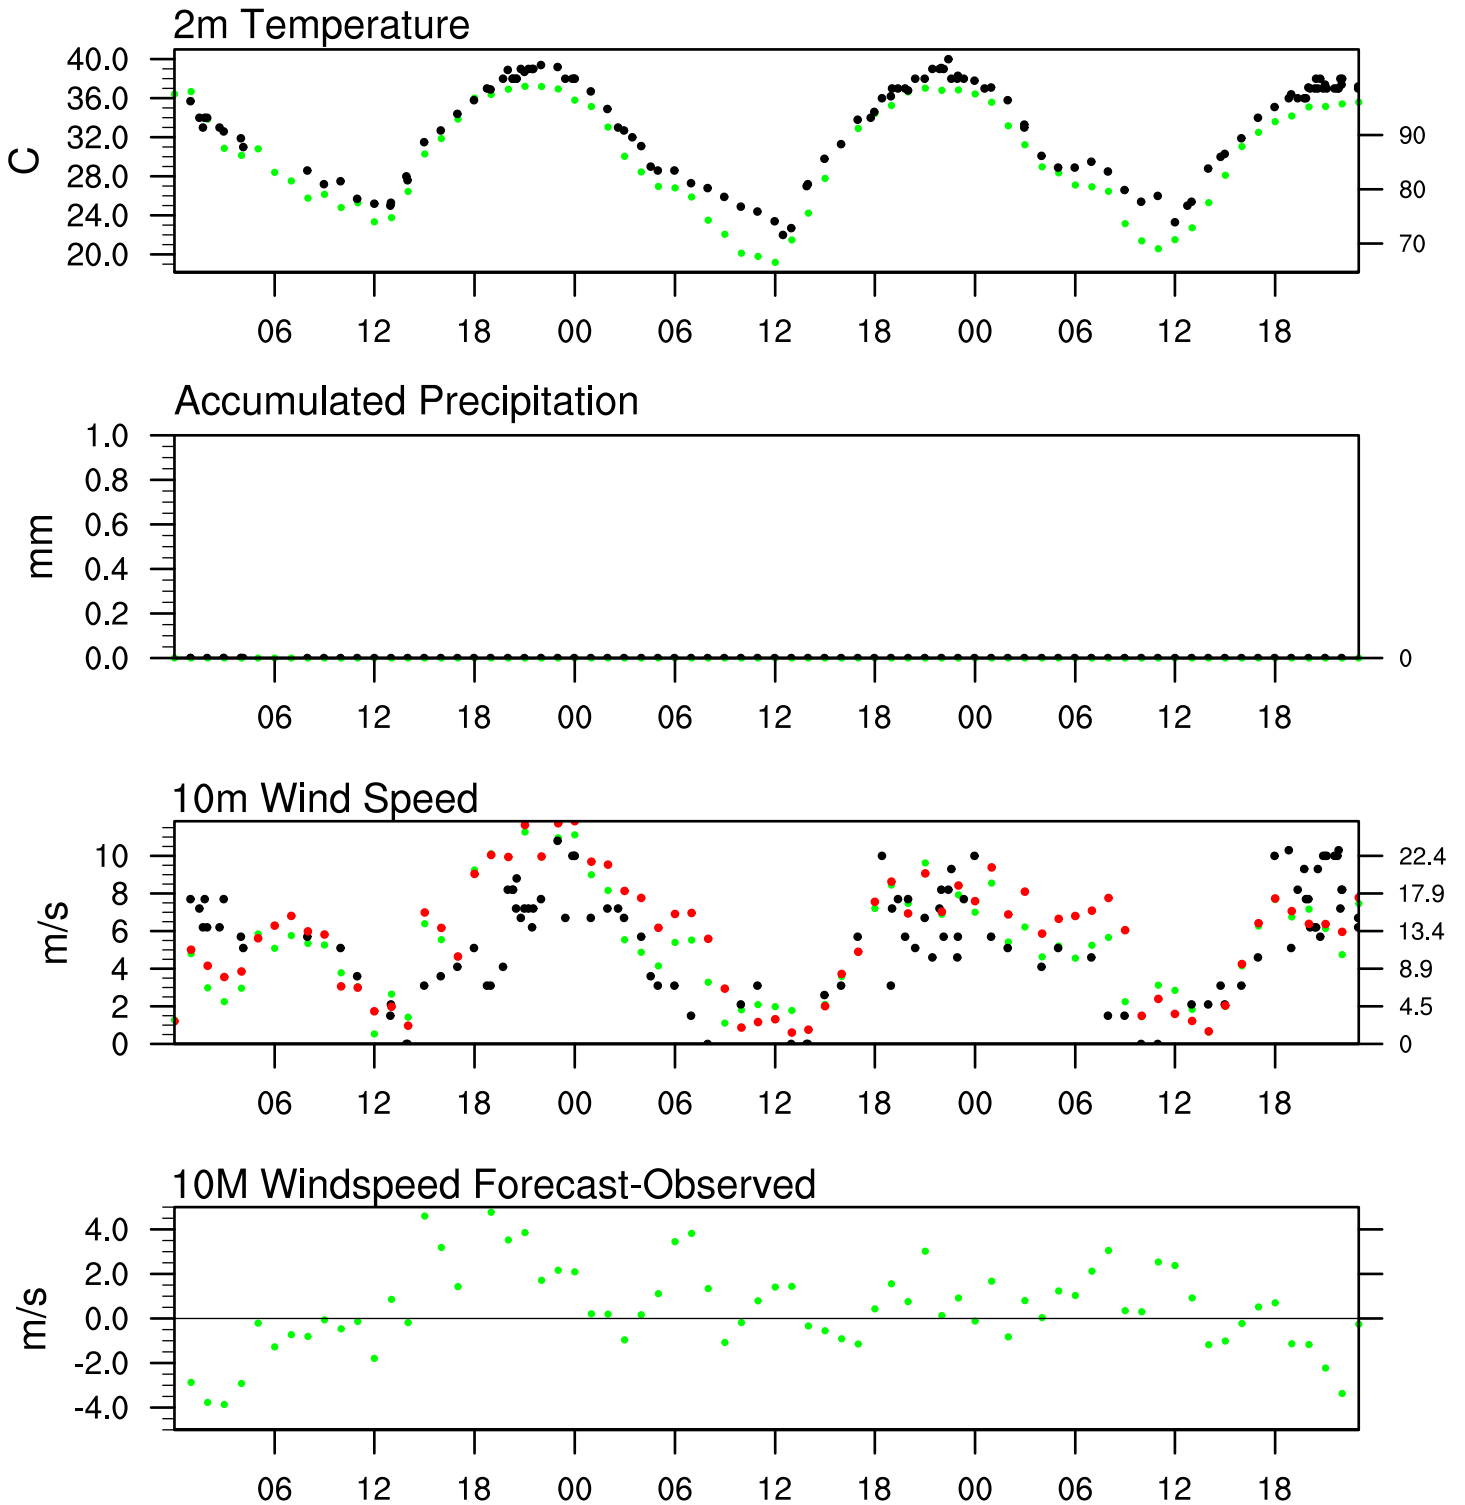 2m Temperature
40.0
36.0
32.0
28.0
24.0
20.0
C
90
80
70
06 12 18 00 06 12 18 00 06 12 18
Accumulated Precipitation
1.0
0.8
0.6
0.4
0.2
0.0
mm
0
06 12 18 00 06 12 18 00 06 12 18
10m Wind Speed
10
8
6
4
2
0
m/s
22.4
17.9
13.4
8.9
4.5
0
06 12 18 00 06 12 18 00 06 12 18
10M Windspeed Forecast-Observed
4.0
2.0
0.0
-2.0
-4.0
m/s
06 12 18 00 06 12 18 00 06 12 18